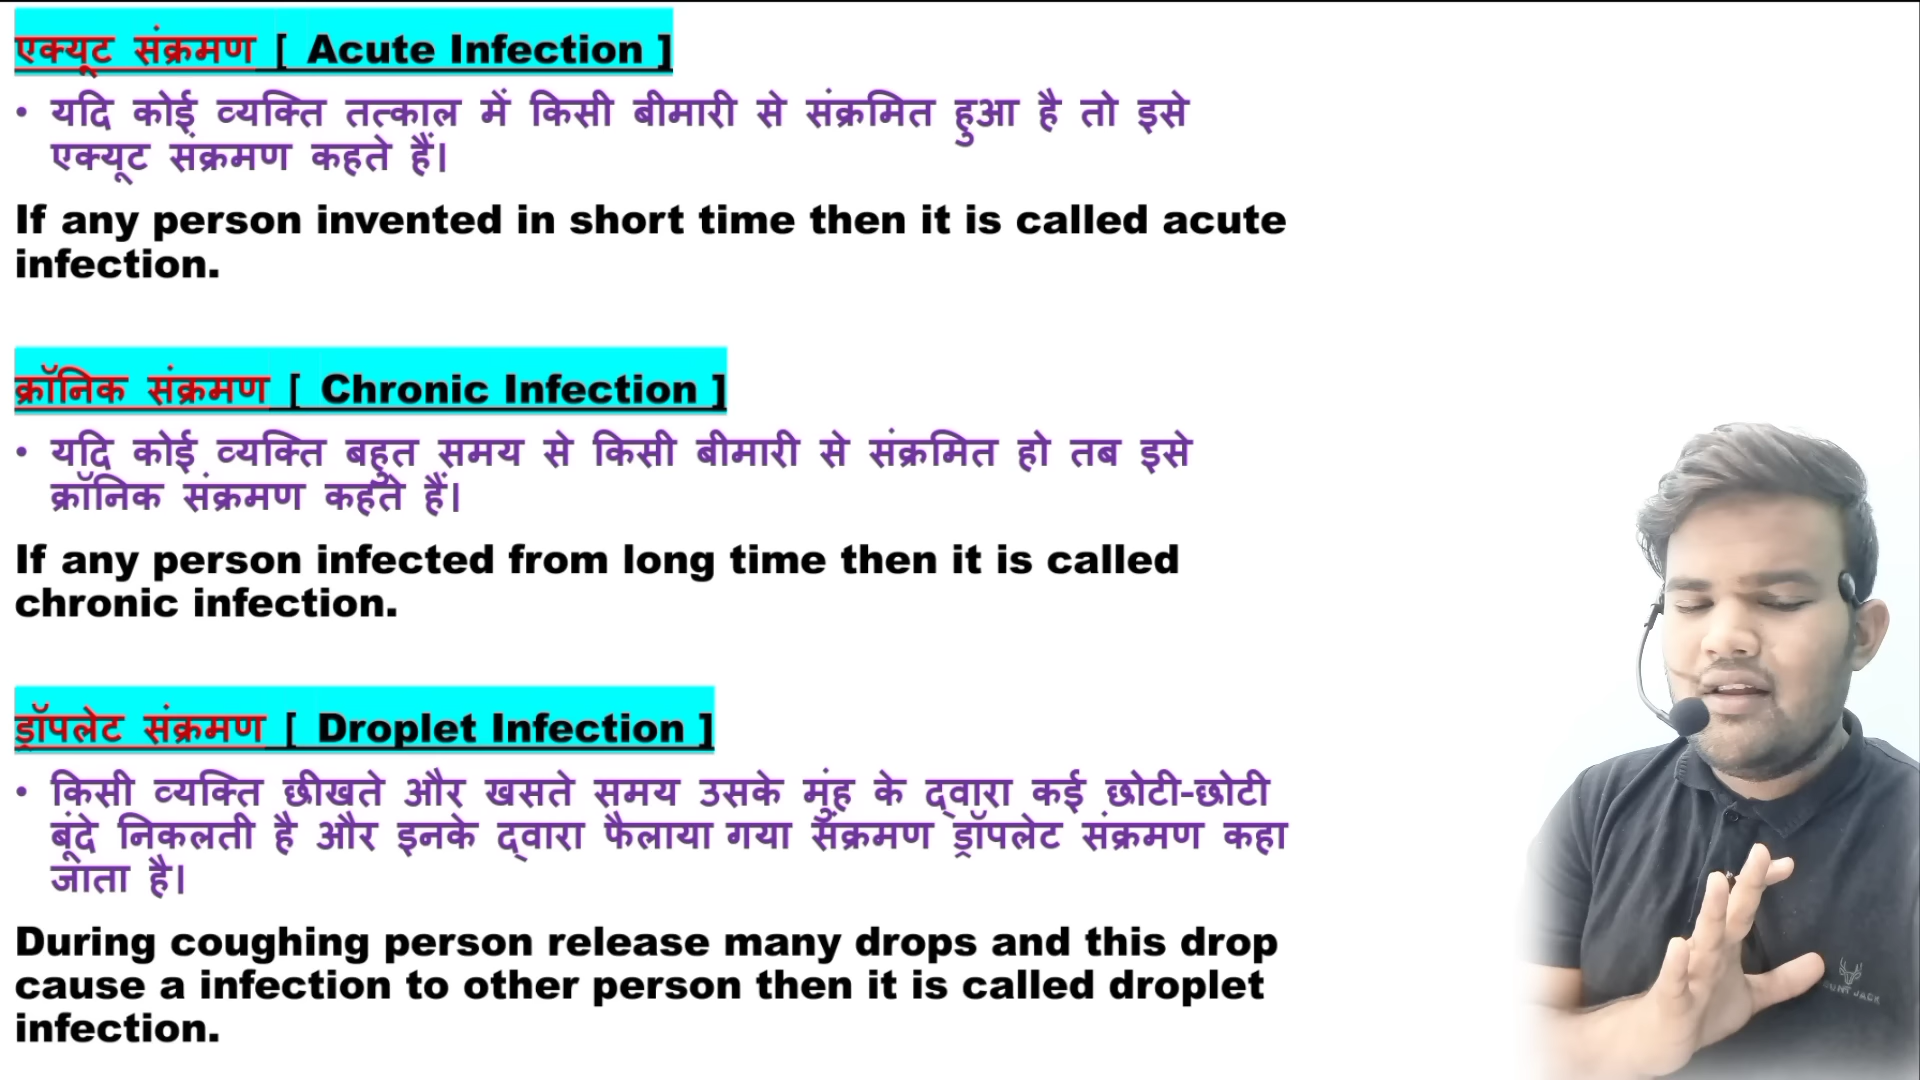 एक्यूट संक्रमण [ Acute Infection ]
• यदि कोई व्यक्ति तत्काल में किसी बीमारी से संक्रमित हुआ है तो इसे
एक्यूट संक्रमण कहते हैं।
If any person invented in short time then it is called acute
infection.
क्रॉनिक संक्रमण [ Chronic Infection ]
• यदि कोई व्यक्ति बहुत समय से किसी बीमारी से संक्रमित हो तब इसे
क्रॉनिक संक्रमण कहते हैं।
If any person infected from long time then it is called
chronic infection.
ड्रॉपलेट संक्रमण [ Droplet Infection ]
• किसी व्यक्ति छीखते और खसते समय उसके मुंह के द्वारा कई छोटी-छोटी
बूंदे निकलती है और इनके द्वारा फैलाया गया संक्रमण ड्रॉपलेट संक्रमण कहा
जाता है।
During coughing person release many drops and this drop
cause a infection to other person then it is called droplet
infection.